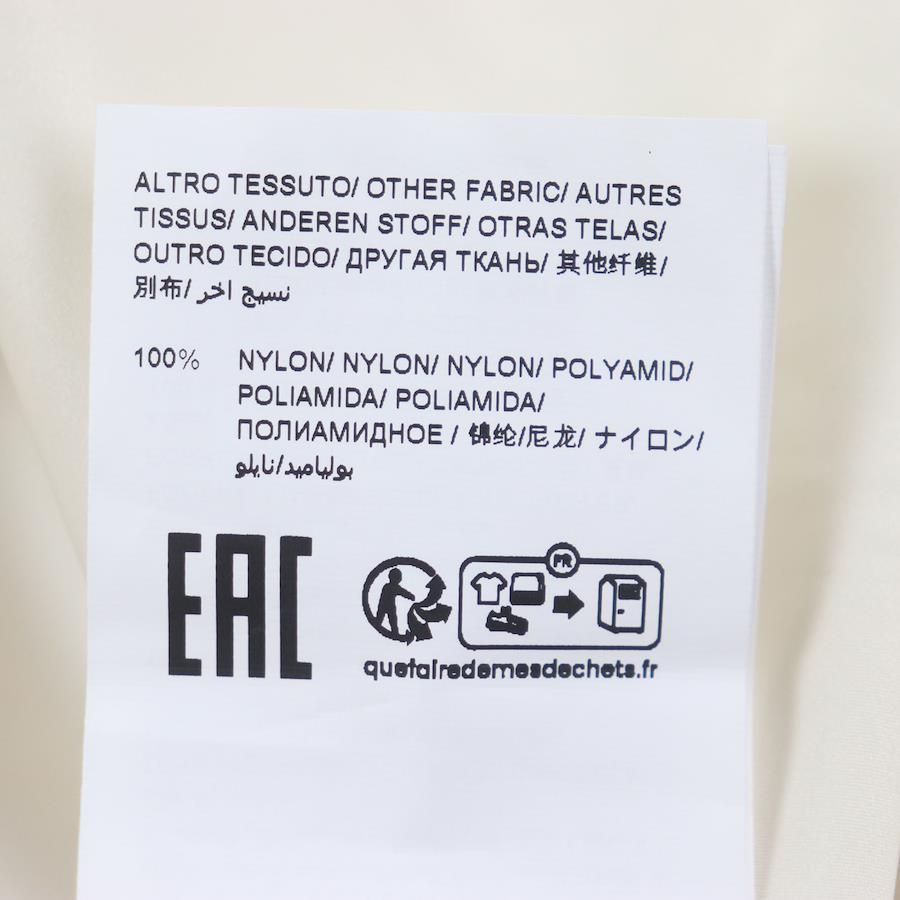 ALTRO TESSUTO/ OTHER FABRIC/ AUTRES
TISSUS/ ANDEREN STOFF/ OTRAS TELAS/
OUTRO TECIDO/ ДРУГАЯ ТКАНЬ/ 其他纤维/
別布/ نسيج اخر
100% NYLON/ NYLON/ NYLON/ POLYAMID/
POLIAMIDA/ POLIAMIDA/
ПОЛИАМИДНОЕ / 锦纶/尼龙/ ナイロン/
بولياميد/نايلو
EAC
FR
quefairedemesdechets.fr